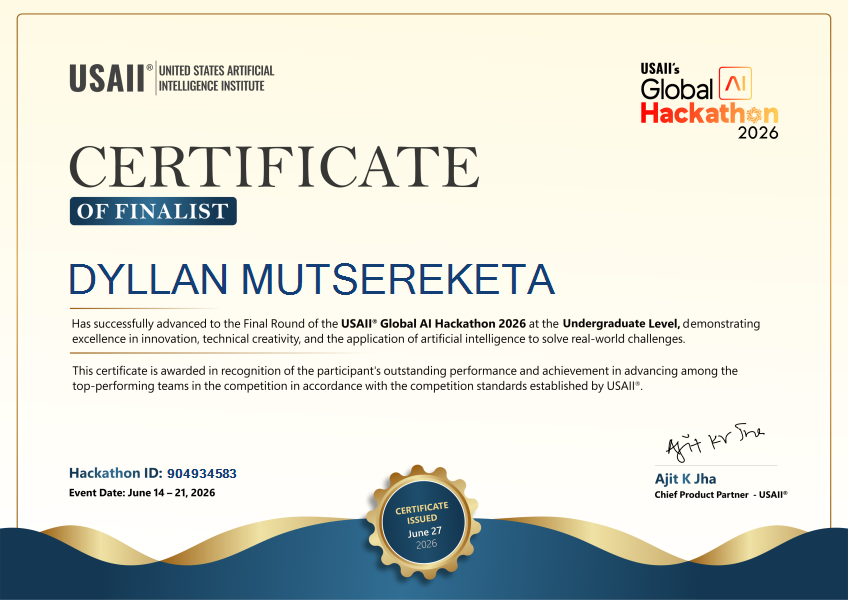 USAII® UNITED STATES ARTIFICIAL
INTELLIGENCE INSTITUTE
USAII's
Global AI
Hackathon
2026
CERTIFICATE
OF FINALIST
DYLLAN MUTSEREKETA
Has successfully advanced to the Final Round of the USAII® Global AI Hackathon 2026 at the Undergraduate Level, demonstrating
excellence in innovation, technical creativity, and the application of artificial intelligence to solve real-world challenges.
This certificate is awarded in recognition of the participant's outstanding performance and achievement in advancing among the
top-performing teams in the competition in accordance with the competition standards established by USAII®.
Ajit Kr Jha
Hackathon ID: 904934583
Event Date: June 14 – 21, 2026
Ajit K Jha
Chief Product Partner - USAII®
CERTIFICATE
ISSUED
June 27
2026